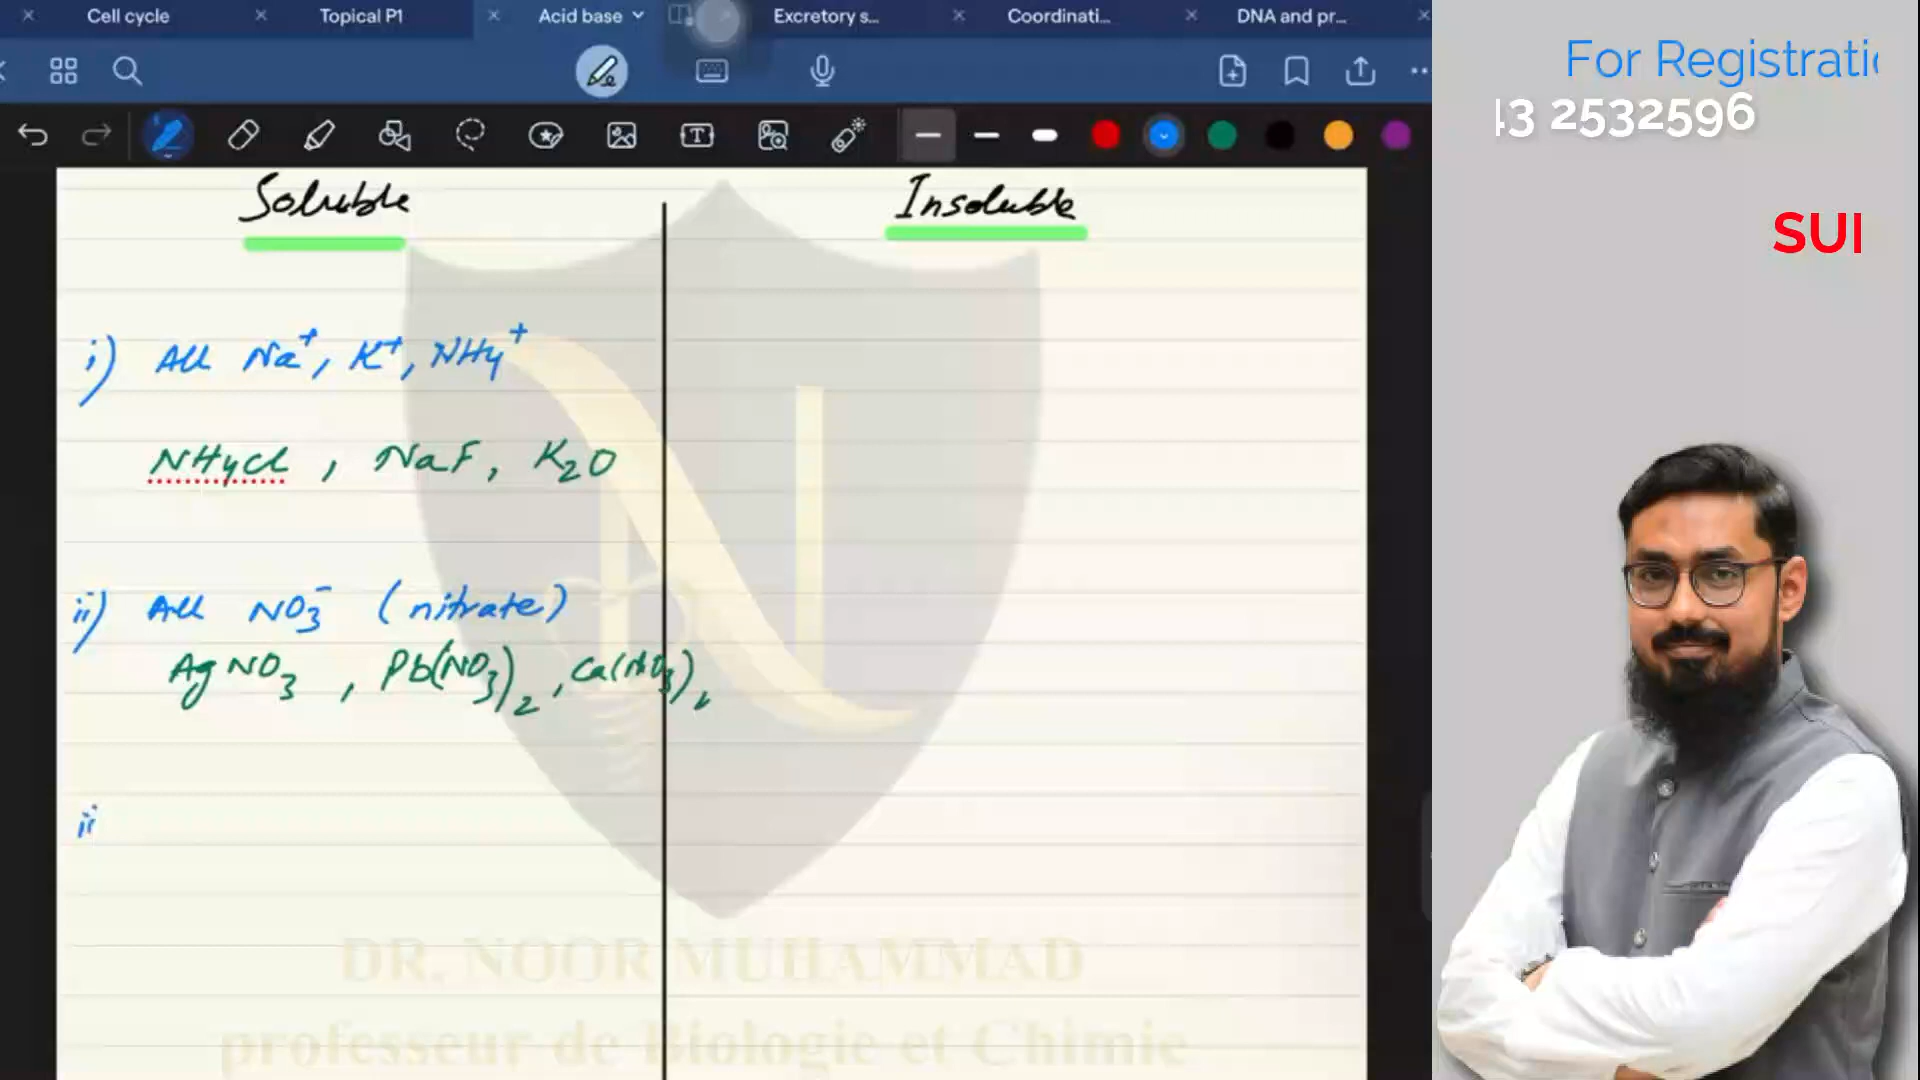 Cell cycle Topical P1 Acid base Excretory s... Coordinati... DNA and pr...
For Registrati
43 2532596
SUI
Soluble Insoluble
i) All Na⁺, K⁺, NH4⁺
NH4Cl, NaF, K2O
ii) All NO3⁻ (nitrate)
AgNO3, Pb(NO3)2, Ca(NO3)2
ii
DR. NOOR MUHAMMAD
professeur de Biologie et Chimie